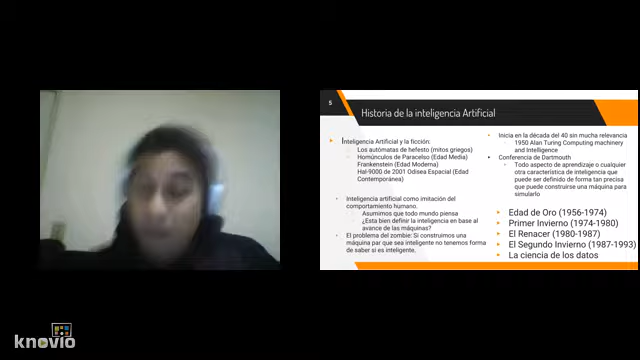 5
Historia de la inteligencia Artificial
Inteligencia Artificial y la ficción:
Los autómatas de hefesto (mitos griegos)
Homúnculos de Paracelso (Edad Media)
Frankenstein (Edad Moderna)
Hal-9000 de 2001 Odisea Espacial (Edad
Contemporánea)
Inteligencia artificial como imitación del
comportamiento humano.
Asumimos que todo mundo piensa
¿Esta bien definir la inteligencia en base al
avance de las máquinas?
El problema del zombie: Si construimos una
máquina par que sea inteligente no tenemos forma
de saber si es inteligente.
Inicia en la década del 40 sin mucha relevancia
1950 Alan Turing Computing machinery
and Intelligence
Conferencia de Dartmouth
Todo aspecto de aprendizaje o cualquier
otra característica de inteligencia que
puede ser definido de forma tan precisa
que puede construirse una máquina para
simularlo
Edad de Oro (1956-1974)
Primer Invierno (1974-1980)
El Renacer (1980-1987)
El Segundo Invierno (1987-1993)
La ciencia de los datos
knovio